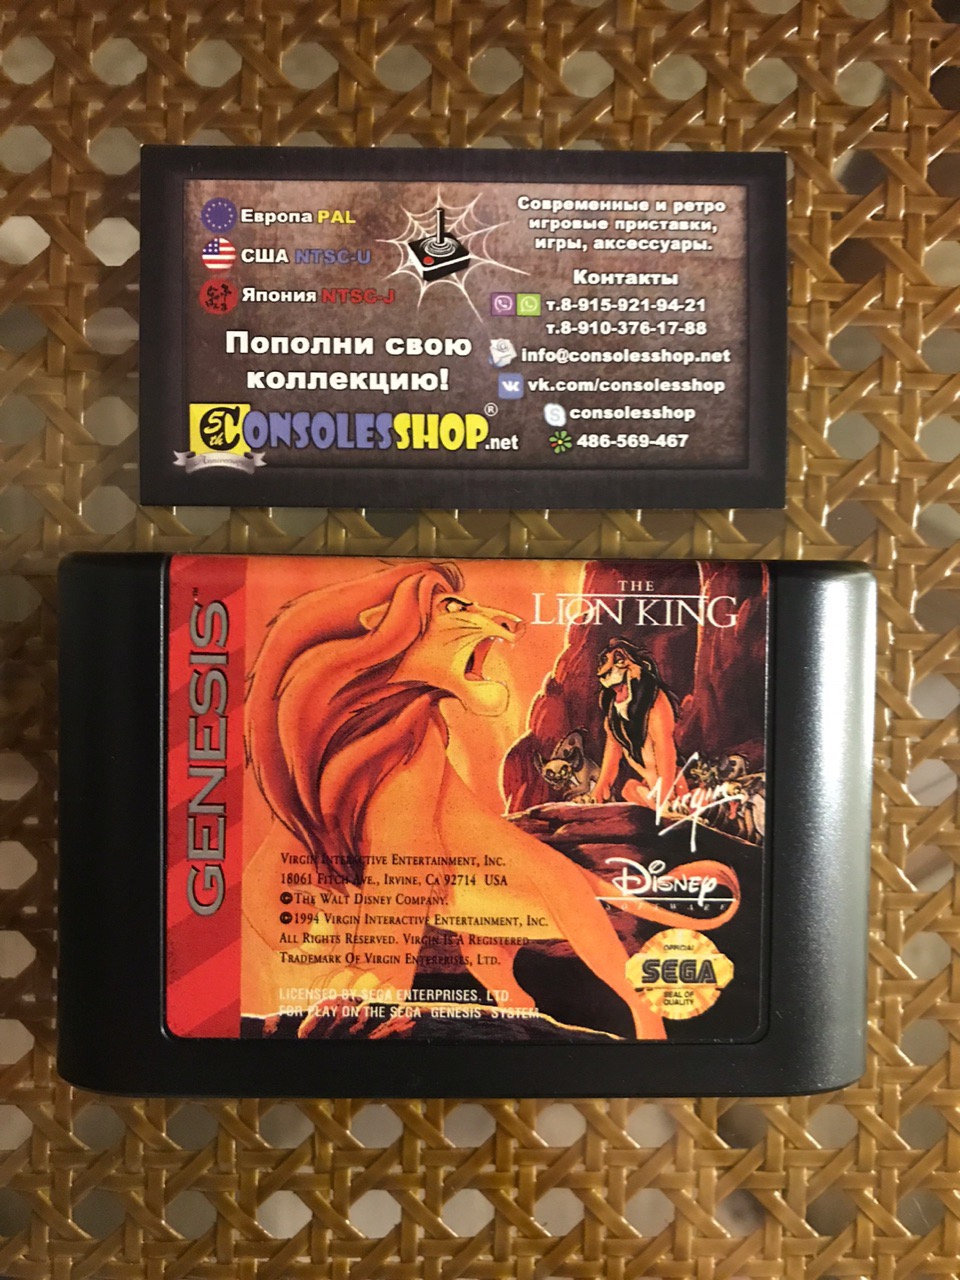 Европа PAL
США NTSC-U
Япония NTSC-J
Пополни свою
коллекцию!
5th
CONSOLESSHOP.net®
Anniversary
Современные и ретро
игровые приставки,
игры, аксессуары.
Контакты
т.8-915-921-94-21
т.8-910-376-17-88
info@consolesshop.net
vk.com/consolesshop
consolesshop
486-569-467
GENESIS™
THE
LION KING
Virgin
DISNEY
SOFTWARE
OFFICIAL
SEGA
SEAL OF
QUALITY
VIRGIN INTERACTIVE ENTERTAINMENT, INC.
18061 FITCH AVE., IRVINE, CA 92714 USA
© THE WALT DISNEY COMPANY.
© 1994 VIRGIN INTERACTIVE ENTERTAINMENT, INC.
ALL RIGHTS RESERVED. VIRGIN IS A REGISTERED
TRADEMARK OF VIRGIN ENTERPRISES, LTD.
LICENSED BY SEGA ENTERPRISES, LTD
FOR PLAY ON THE SEGA GENESIS SYSTEM